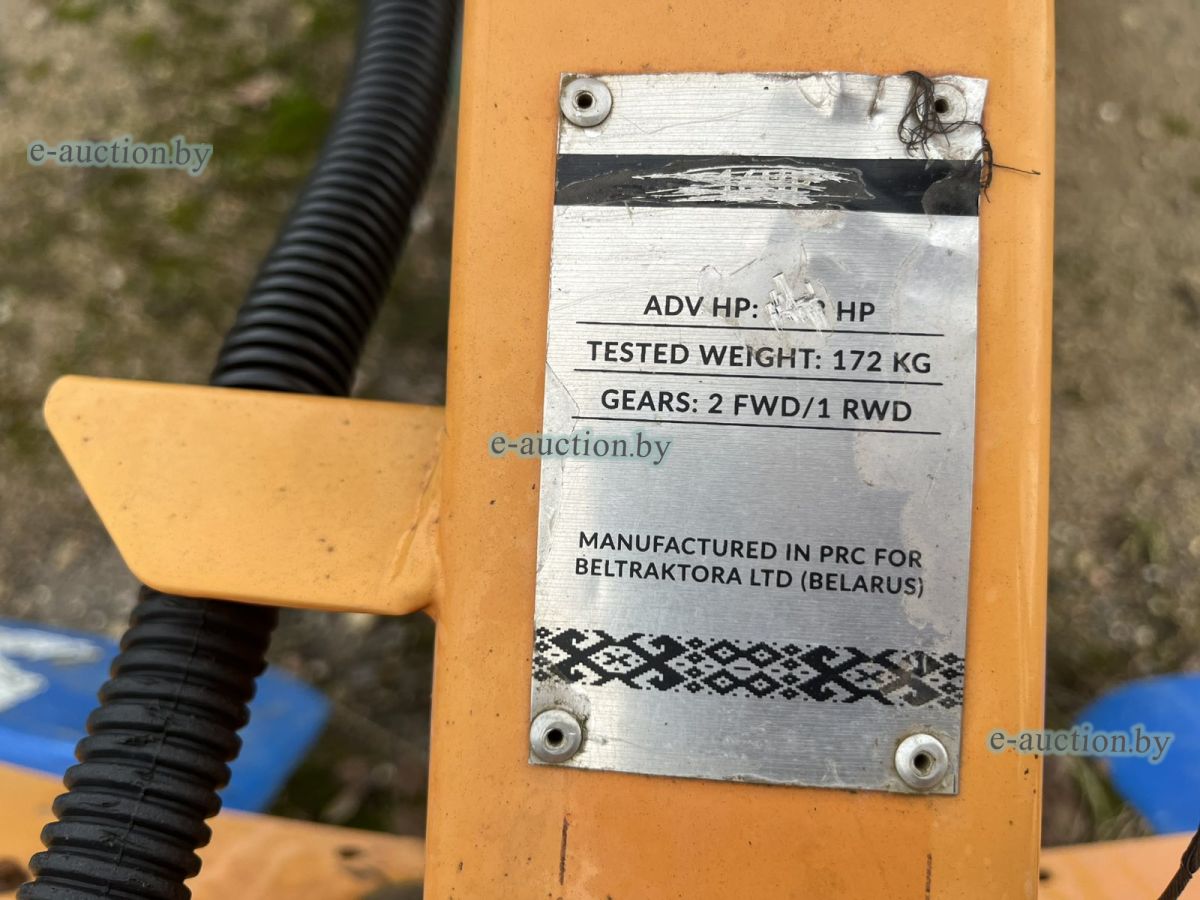 e-auction.by
ADV HP: HP
TESTED WEIGHT: 172 KG
GEARS: 2 FWD/1 RWD
e-auction.by
MANUFACTURED IN PRC FOR
BELTRAKTORA LTD (BELARUS)
e-auction.by